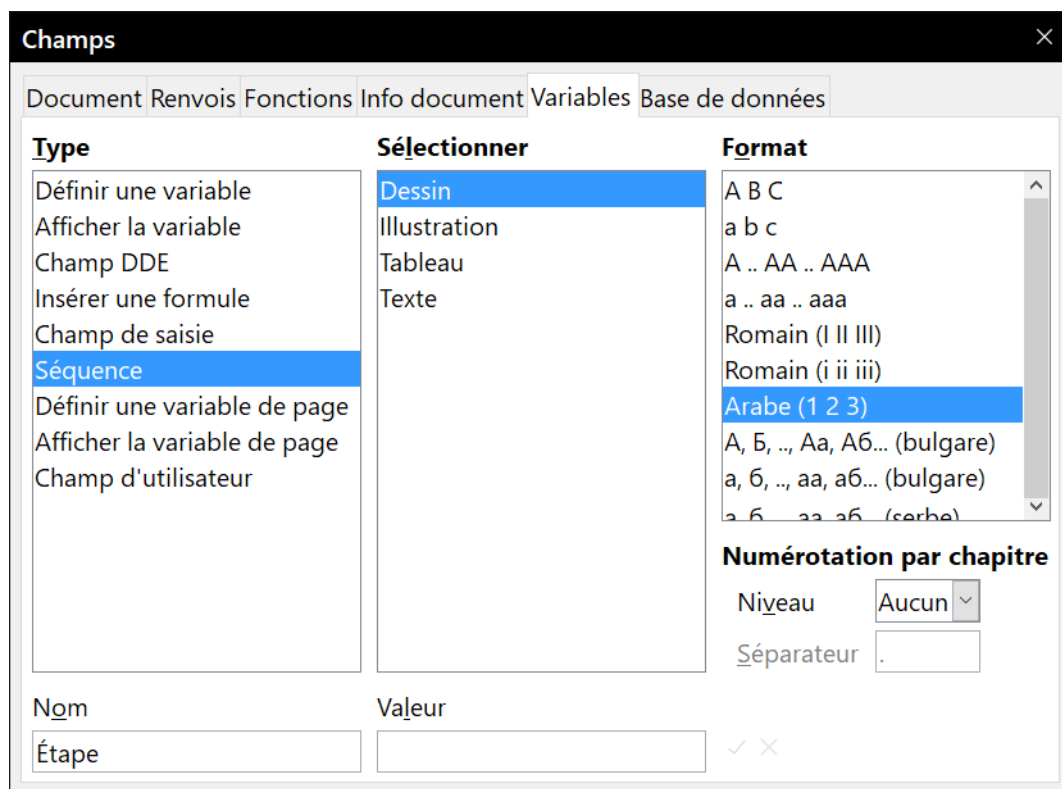 Champs
Document Renvois Fonctions Info document Variables Base de données
Type
Définir une variable
Afficher la variable
Champ DDE
Insérer une formule
Champ de saisie
Séquence
Définir une variable de page
Afficher la variable de page
Champ d'utilisateur
Sélectionner
Dessin
Illustration
Tableau
Texte
Format
A B C
a b c
A .. AA .. AAA
a .. aa .. aaa
Romain (I II III)
Romain (i ii iii)
Arabe (1 2 3)
А, Б, .., Аа, Аб... (bulgare)
а, б, .., аа, аб... (bulgare)
а, б, .., аа, аб... (serbe)
Numérotation par chapitre
Niveau Aucun
Séparateur .
Nom
Étape
Valeur